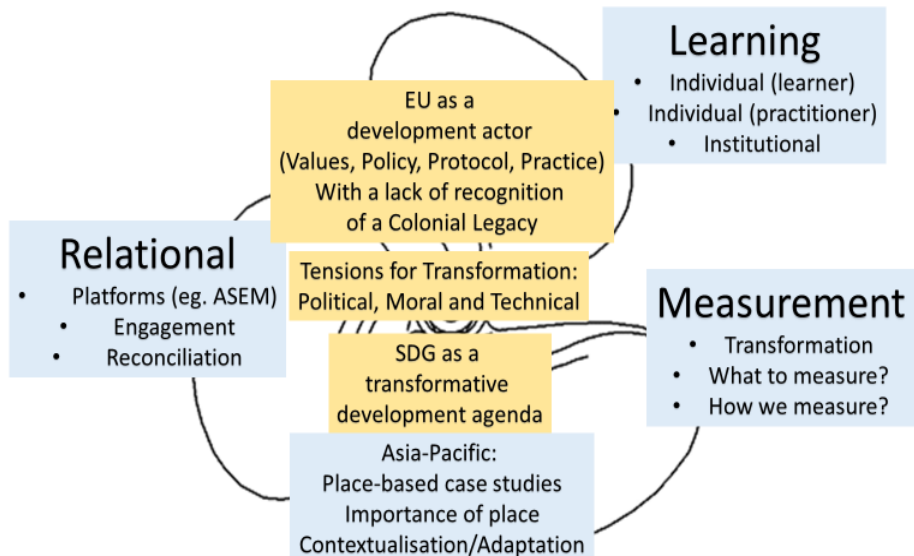 Learning
• Individual (learner)
• Individual (practitioner)
• Institutional
EU as a
development actor
(Values, Policy, Protocol, Practice)
With a lack of recognition
of a Colonial Legacy
Relational
• Platforms (eg. ASEM)
• Engagement
• Reconciliation
Tensions for Transformation:
Political, Moral and Technical
Measurement
• Transformation
• What to measure?
• How we measure?
SDG as a
transformative
development agenda
Asia-Pacific:
Place-based case studies
Importance of place
Contextualisation/Adaptation